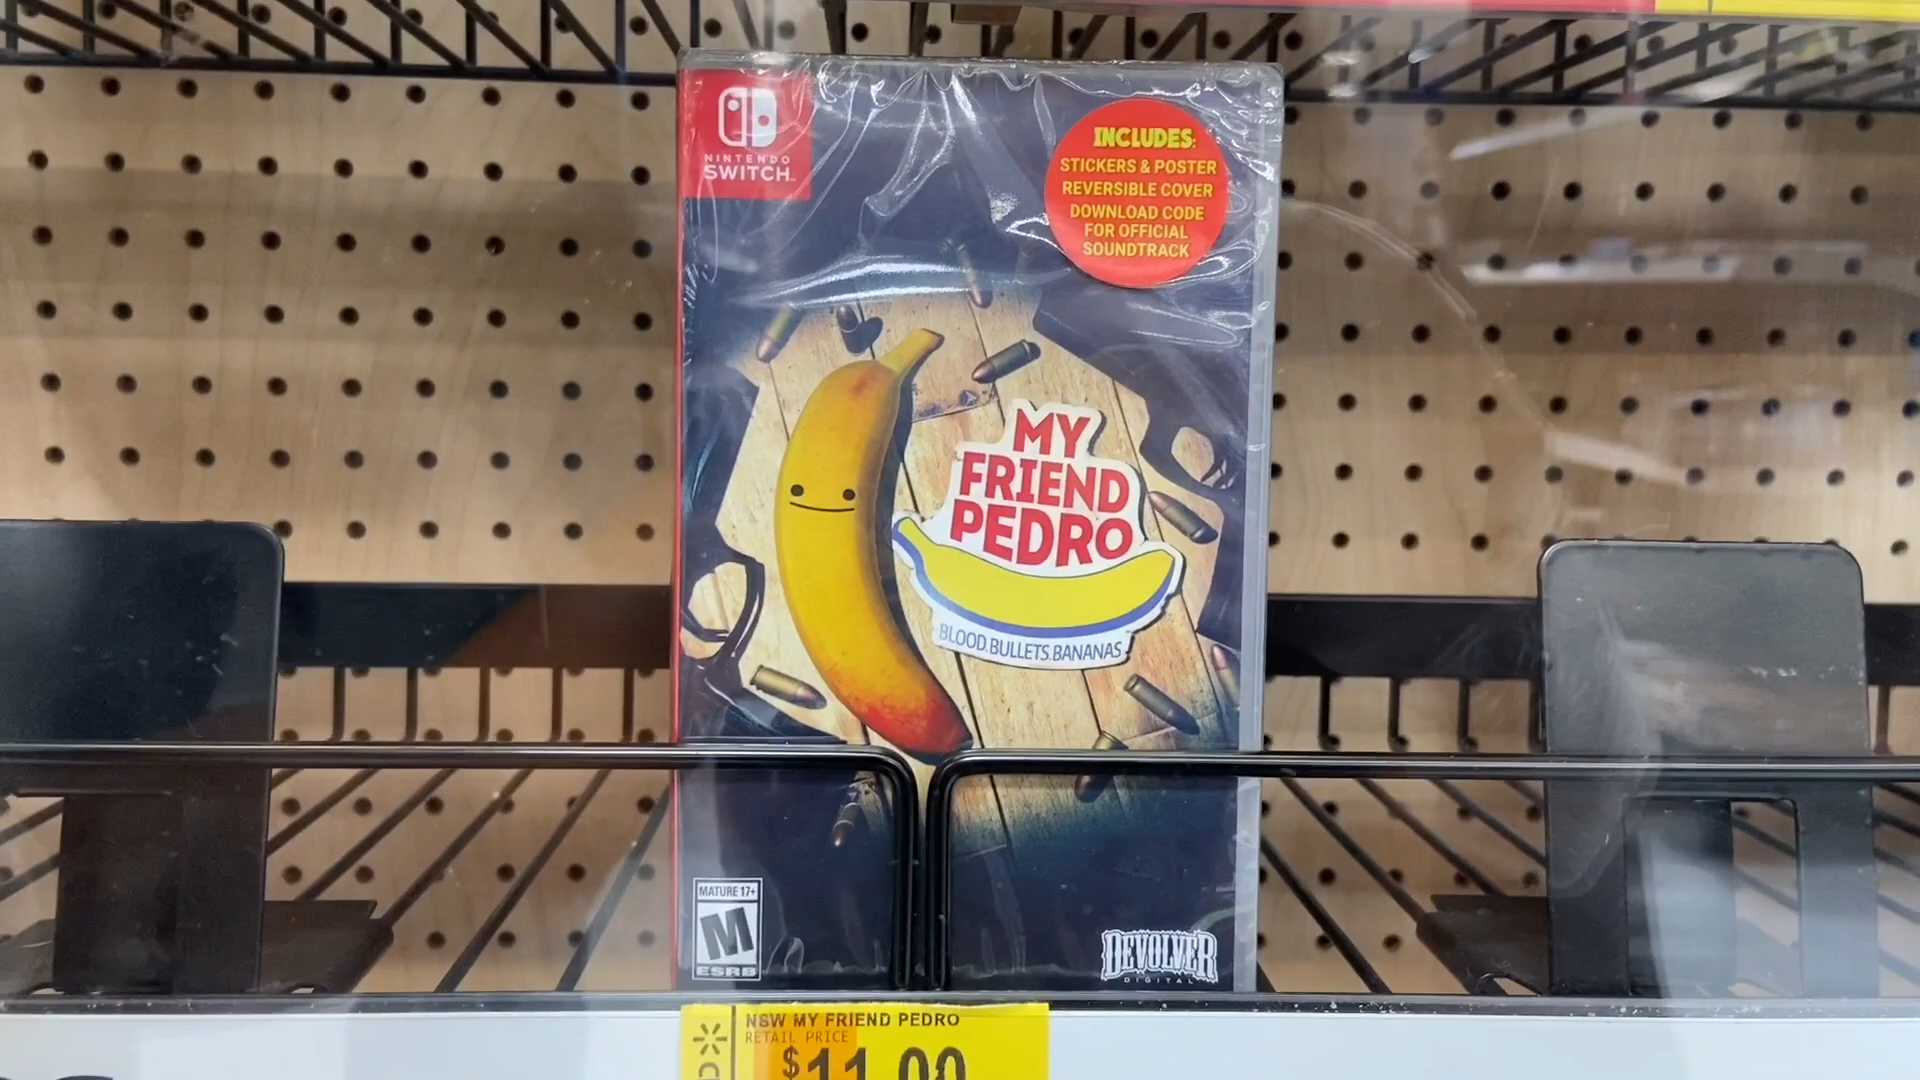 NINTENDO
SWITCH™
INCLUDES:
STICKERS & POSTER
REVERSIBLE COVER
DOWNLOAD CODE
FOR OFFICIAL
SOUNDTRACK
MY
FRIEND
PEDRO
BLOOD.BULLETS.BANANAS
MATURE 17+
M
ESRB
DEVOLVER
DIGITAL
NSW MY FRIEND PEDRO
RETAIL PRICE
$11.00